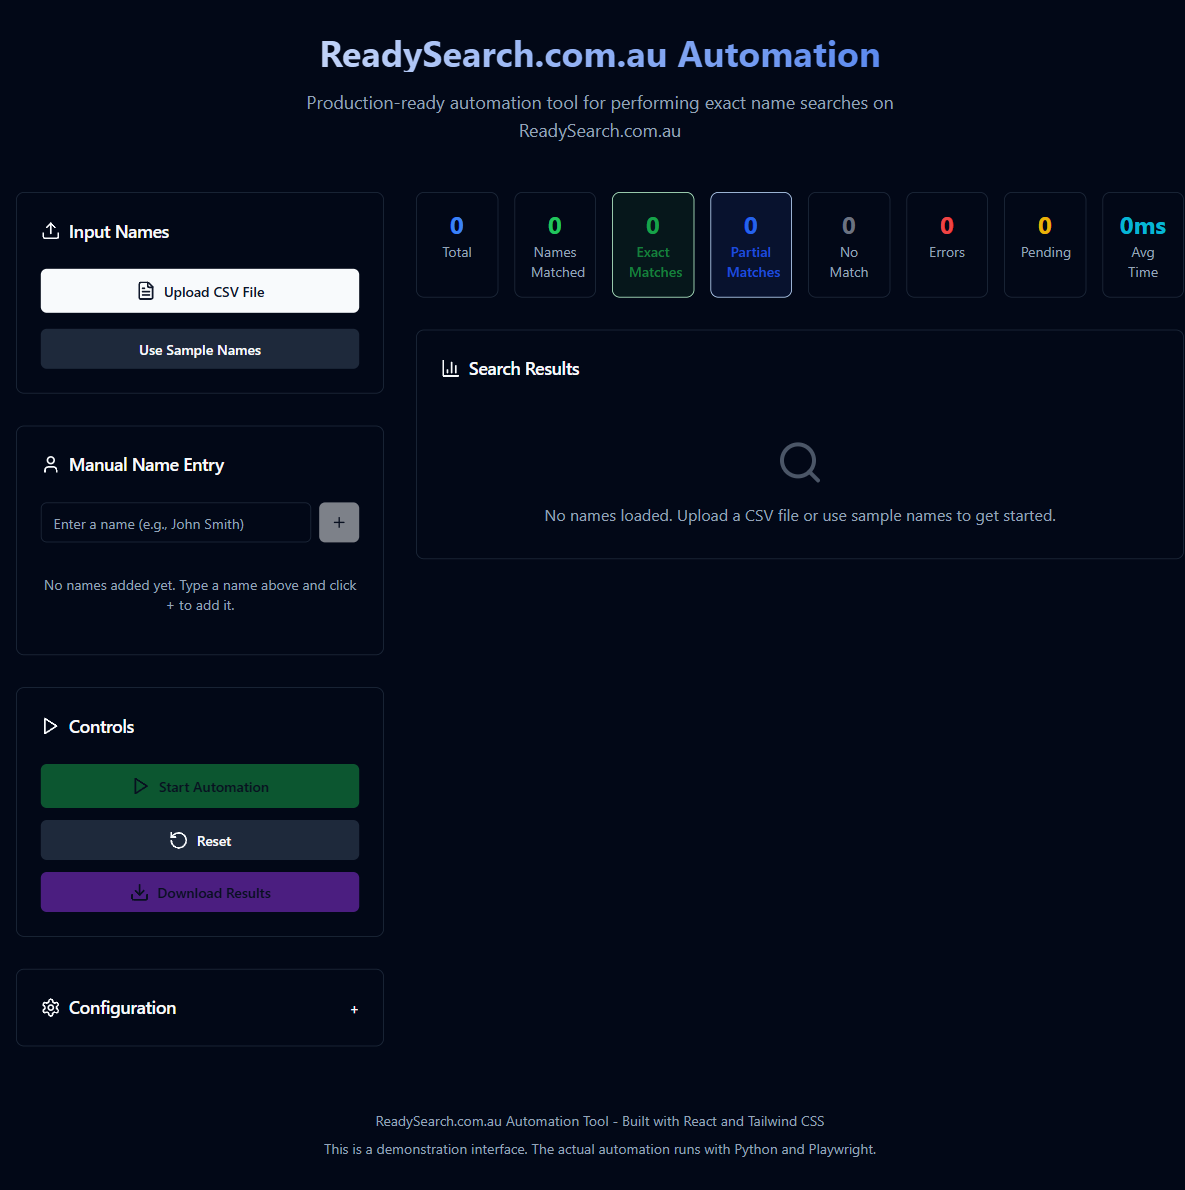 ReadySearch.com.au Automation
Production-ready automation tool for performing exact name searches on
ReadySearch.com.au
Input Names
Upload CSV File
Use Sample Names
Manual Name Entry
Enter a name (e.g., John Smith)
+
No names added yet. Type a name above and click
+ to add it.
Controls
Start Automation
Reset
Download Results
Configuration
+
0
Total
0
Names
Matched
0
Exact
Matches
0
Partial
Matches
0
No
Match
0
Errors
0
Pending
0ms
Avg
Time
Search Results
No names loaded. Upload a CSV file or use sample names to get started.
ReadySearch.com.au Automation Tool - Built with React and Tailwind CSS
This is a demonstration interface. The actual automation runs with Python and Playwright.